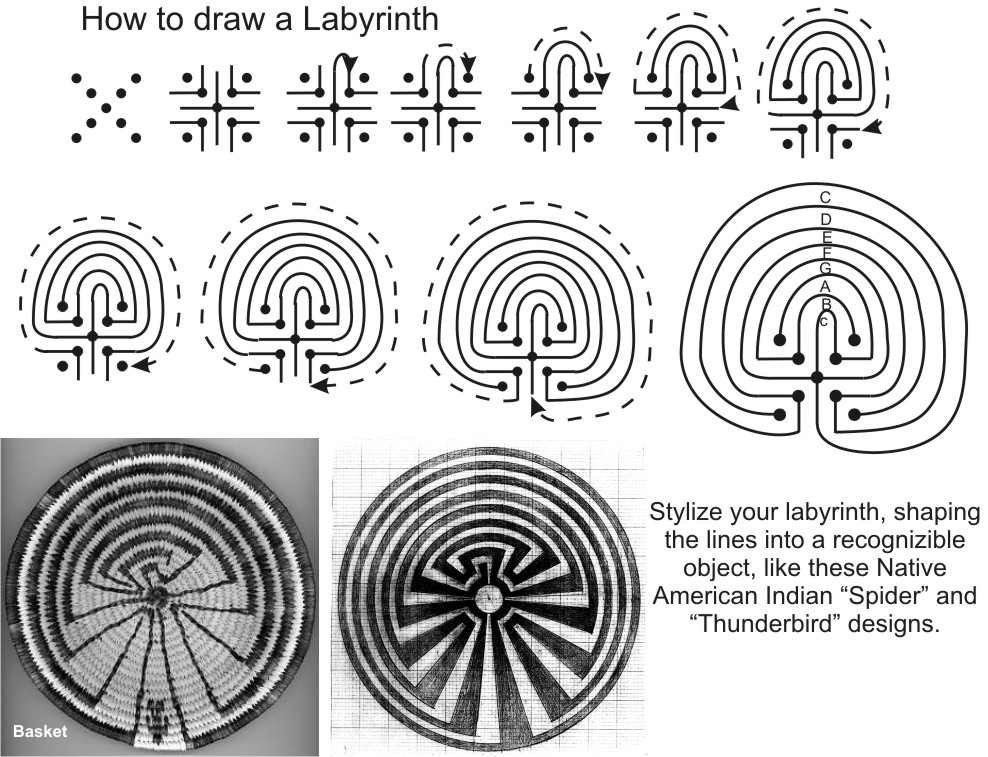 How to draw a Labyrinth
C
D
E
F
G
A
B
c
Stylize your labyrinth, shaping
the lines into a recognizible
object, like these Native
American Indian “Spider” and
“Thunderbird” designs.
Basket